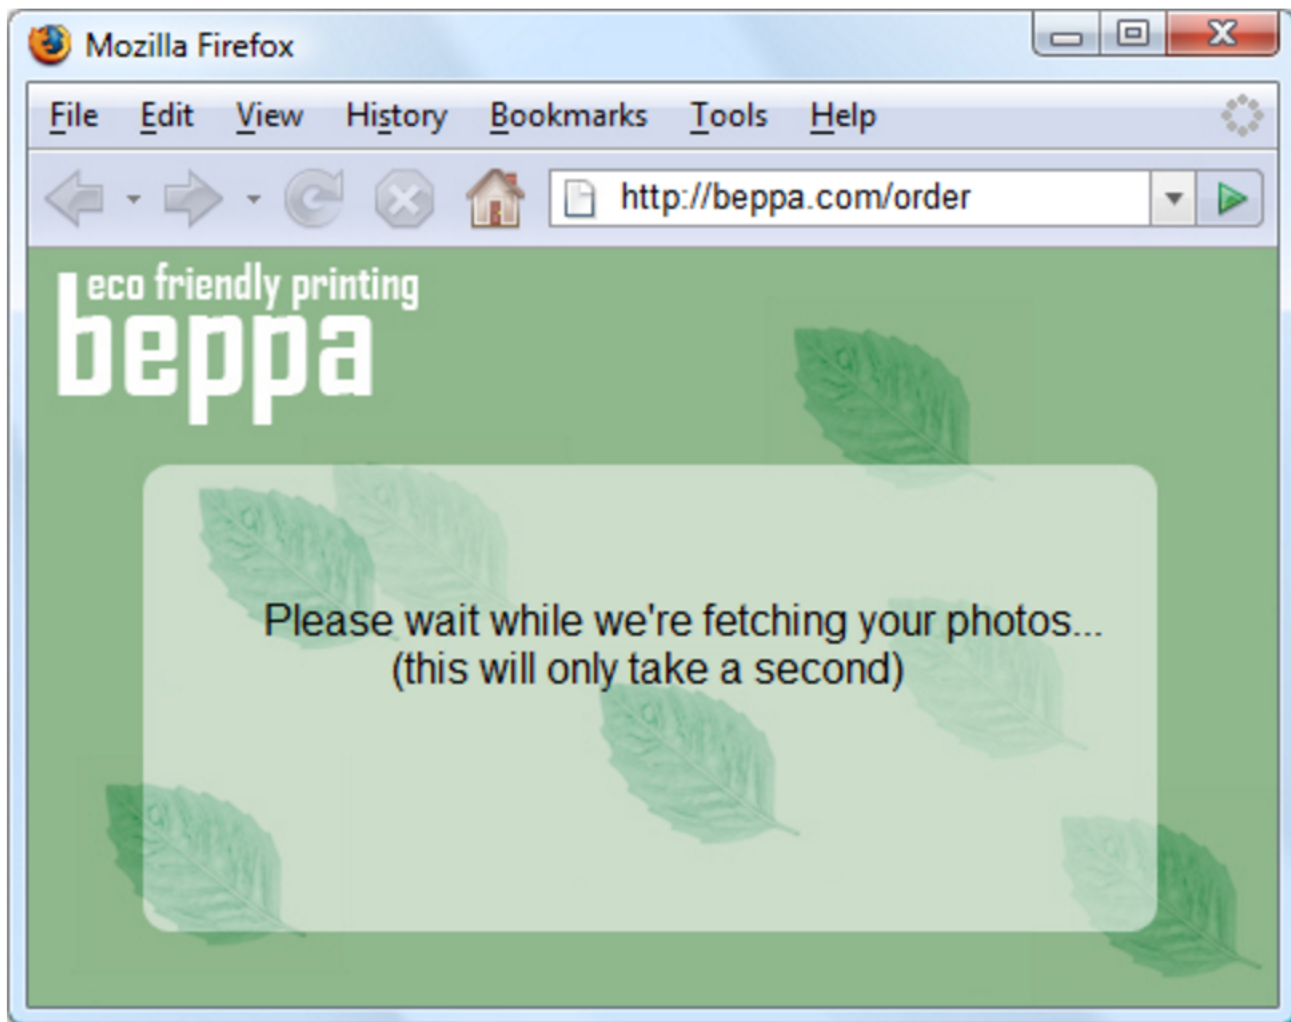 Mozilla Firefox
File Edit View History Bookmarks Tools Help
http://beppa.com/order
eco friendly printing
beppa
Please wait while we're fetching your photos...
(this will only take a second)